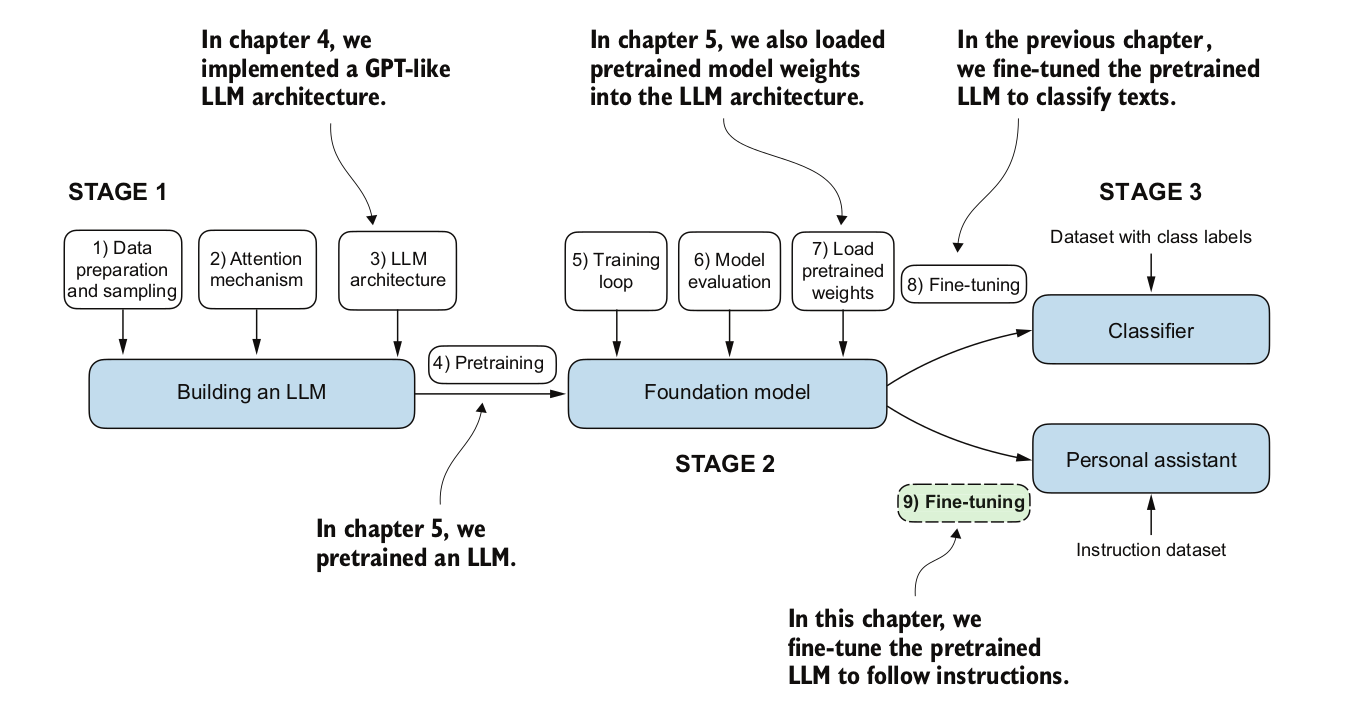 In chapter 4, we
implemented a GPT-like
LLM architecture.
In chapter 5, we also loaded
pretrained model weights
into the LLM architecture.
In the previous chapter,
we fine-tuned the pretrained
LLM to classify texts.
STAGE 1
STAGE 3
1) Data
preparation
and sampling
2) Attention
mechanism
3) LLM
architecture
5) Training
loop
6) Model
evaluation
7) Load
pretrained
weights
8) Fine-tuning
Dataset with class labels
Classifier
4) Pretraining
Building an LLM
Foundation model
STAGE 2
Personal assistant
9) Fine-tuning
Instruction dataset
In chapter 5, we
pretrained an LLM.
In this chapter, we
fine-tune the pretrained
LLM to follow instructions.